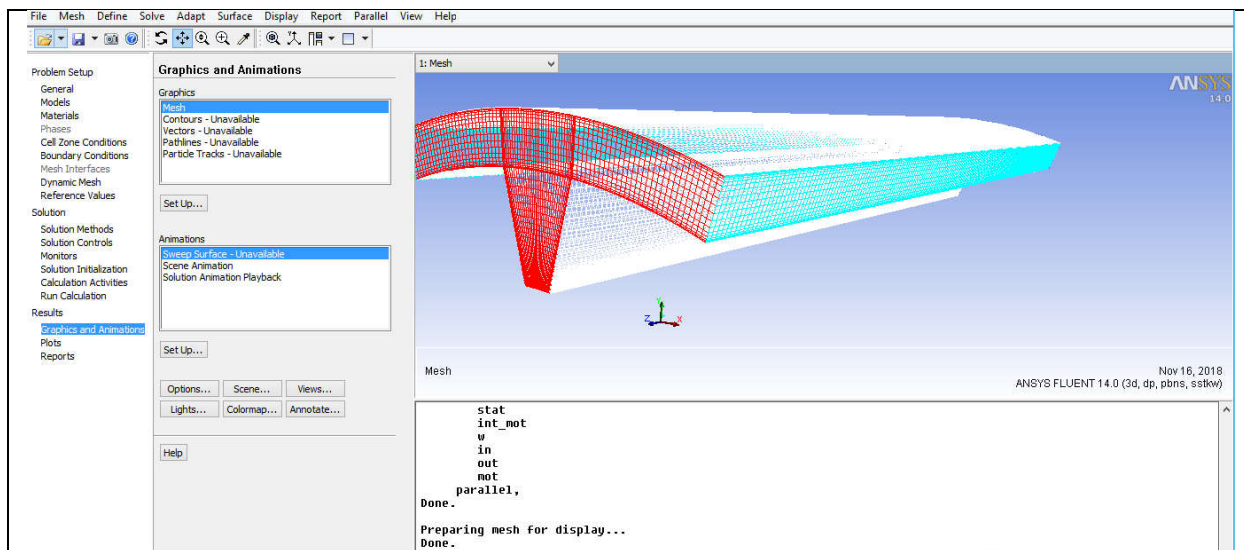 File Mesh Define Solve Adapt Surface Display Report Parallel View Help
Problem Setup
General
Models
Materials
Phases
Cell Zone Conditions
Boundary Conditions
Mesh Interfaces
Dynamic Mesh
Reference Values
Solution
Solution Methods
Solution Controls
Monitors
Solution Initialization
Calculation Activities
Run Calculation
Results
Graphics and Animations
Plots
Reports
Graphics and Animations
Graphics
Mesh
Contours - Unavailable
Vectors - Unavailable
Pathlines - Unavailable
Particle Tracks - Unavailable
Set Up...
Animations
Sweep Surface - Unavailable
Scene Animation
Solution Animation Playback
Set Up...
Options... Scene... Views...
Lights... Colormap... Annotate...
Help
1: Mesh
ANSYS
14.0
Y
Z X
Mesh
Nov 16, 2018
ANSYS FLUENT 14.0 (3d, dp, pbns, sstkw)
stat
int_mot
w
in
out
mot
parallel,
Done.
Preparing mesh for display...
Done.